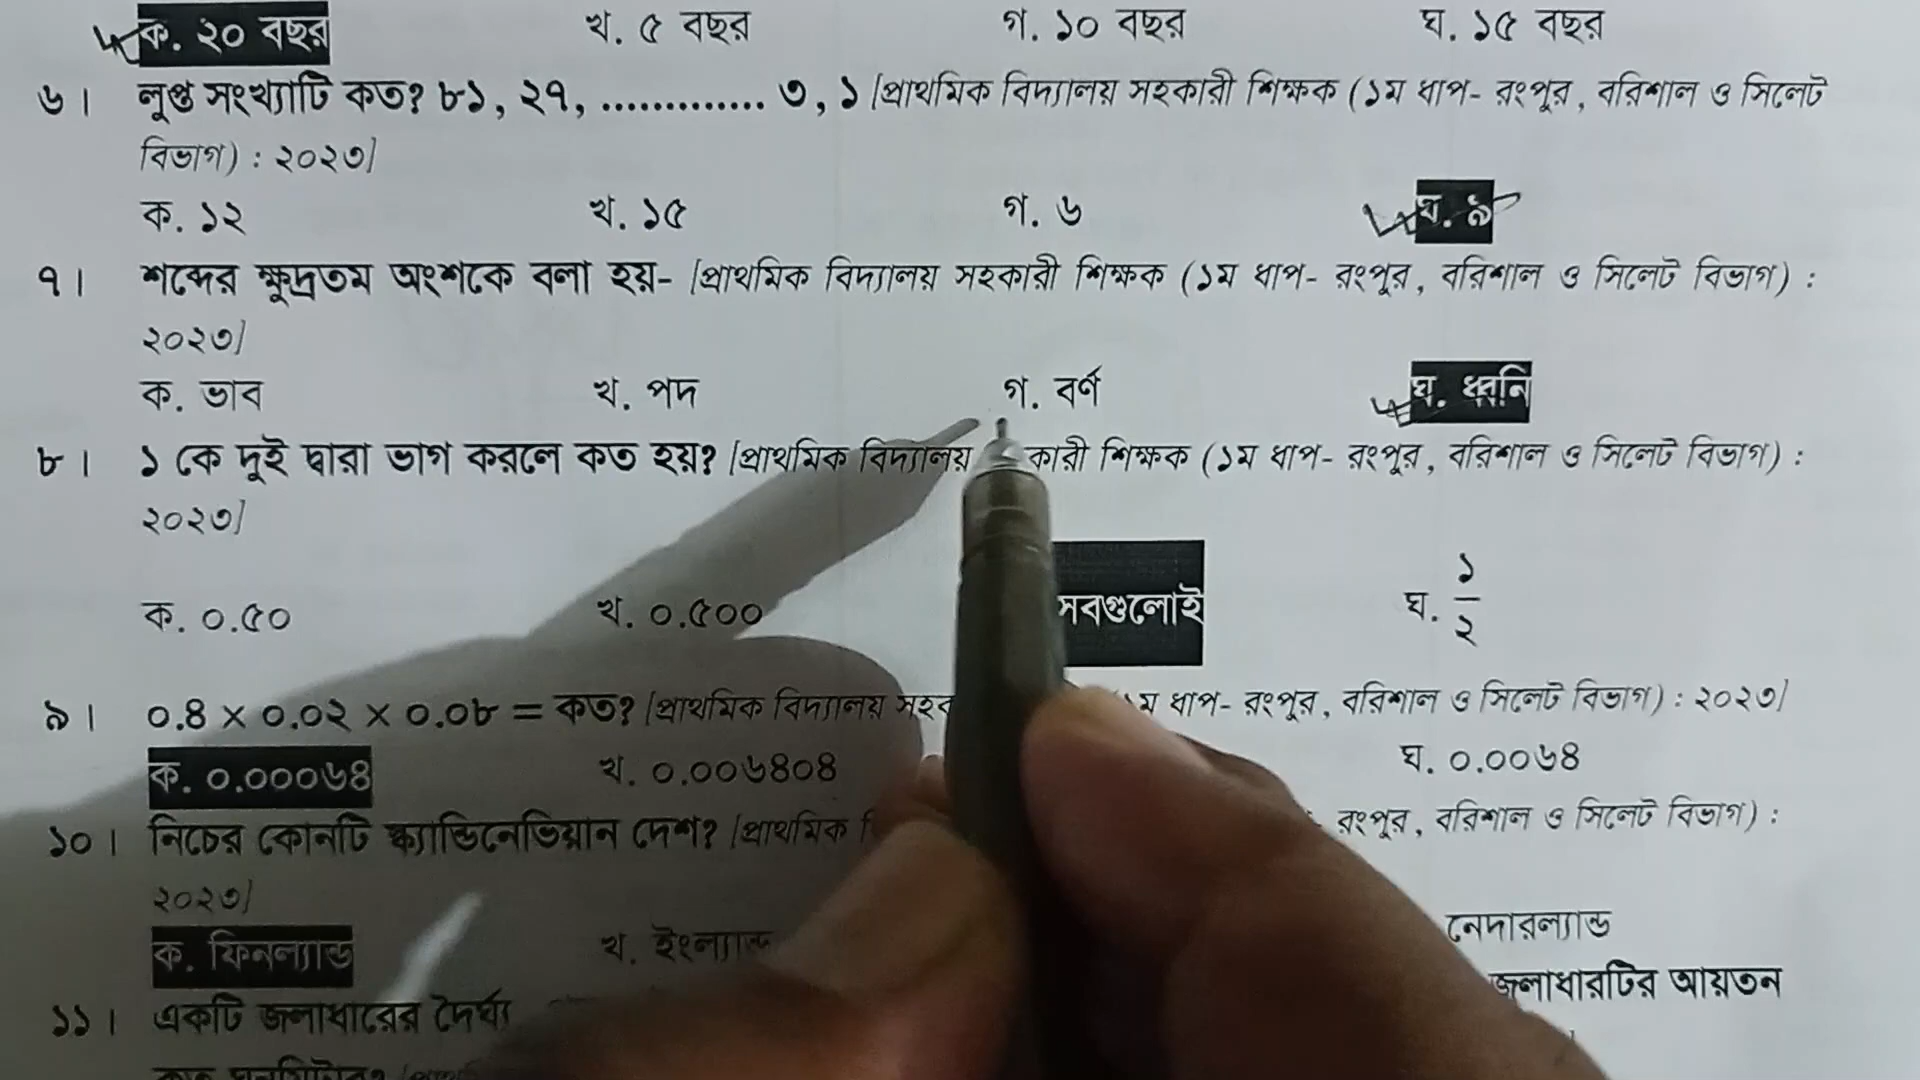 ক. ২০ বছর খ. ৫ বছর গ. ১০ বছর ঘ. ১৫ বছর
৬। লুপ্ত সংখ্যাটি কত? ৮১, ২৭, ............. ৩, ১ [প্রাথমিক বিদ্যালয় সহকারী শিক্ষক (১ম ধাপ- রংপুর, বরিশাল ও সিলেট
বিভাগ) : ২০২৩]
ক. ১২ খ. ১৫ গ. ৬ ঘ. ৯
৭। শব্দের ক্ষুদ্রতম অংশকে বলা হয়- [প্রাথমিক বিদ্যালয় সহকারী শিক্ষক (১ম ধাপ- রংপুর, বরিশাল ও সিলেট বিভাগ) :
২০২৩]
ক. ভাব খ. পদ গ. বর্ণ ঘ. ধ্বনি
৮। ১ কে দুই দ্বারা ভাগ করলে কত হয়? [প্রাথমিক বিদ্যালয় কারী শিক্ষক (১ম ধাপ- রংপুর, বরিশাল ও সিলেট বিভাগ) :
২০২৩]
ক. ০.৫০ খ. ০.৫০০ সবগুলোই ঘ. ১/২
৯। ০.৪ × ০.০২ × ০.০৮ = কত? [প্রাথমিক বিদ্যালয় ধাপ- রংপুর, বরিশাল ও সিলেট বিভাগ) : ২০২৩]
ক. ০.০০০৬৪ খ. ০.০০৬৪০৪ ঘ. ০.০০৬৪
১০। নিচের কোনটি স্ক্যান্ডিনেভিয়ান দেশ? [প্রাথমিক রংপুর, বরিশাল ও সিলেট বিভাগ) :
২০২৩]
ক. ফিনল্যান্ড খ. ইংল্যান্ড নেদারল্যান্ড
১১। একটি জলাধারের দৈর্ঘ্য জলাধারটির আয়তন